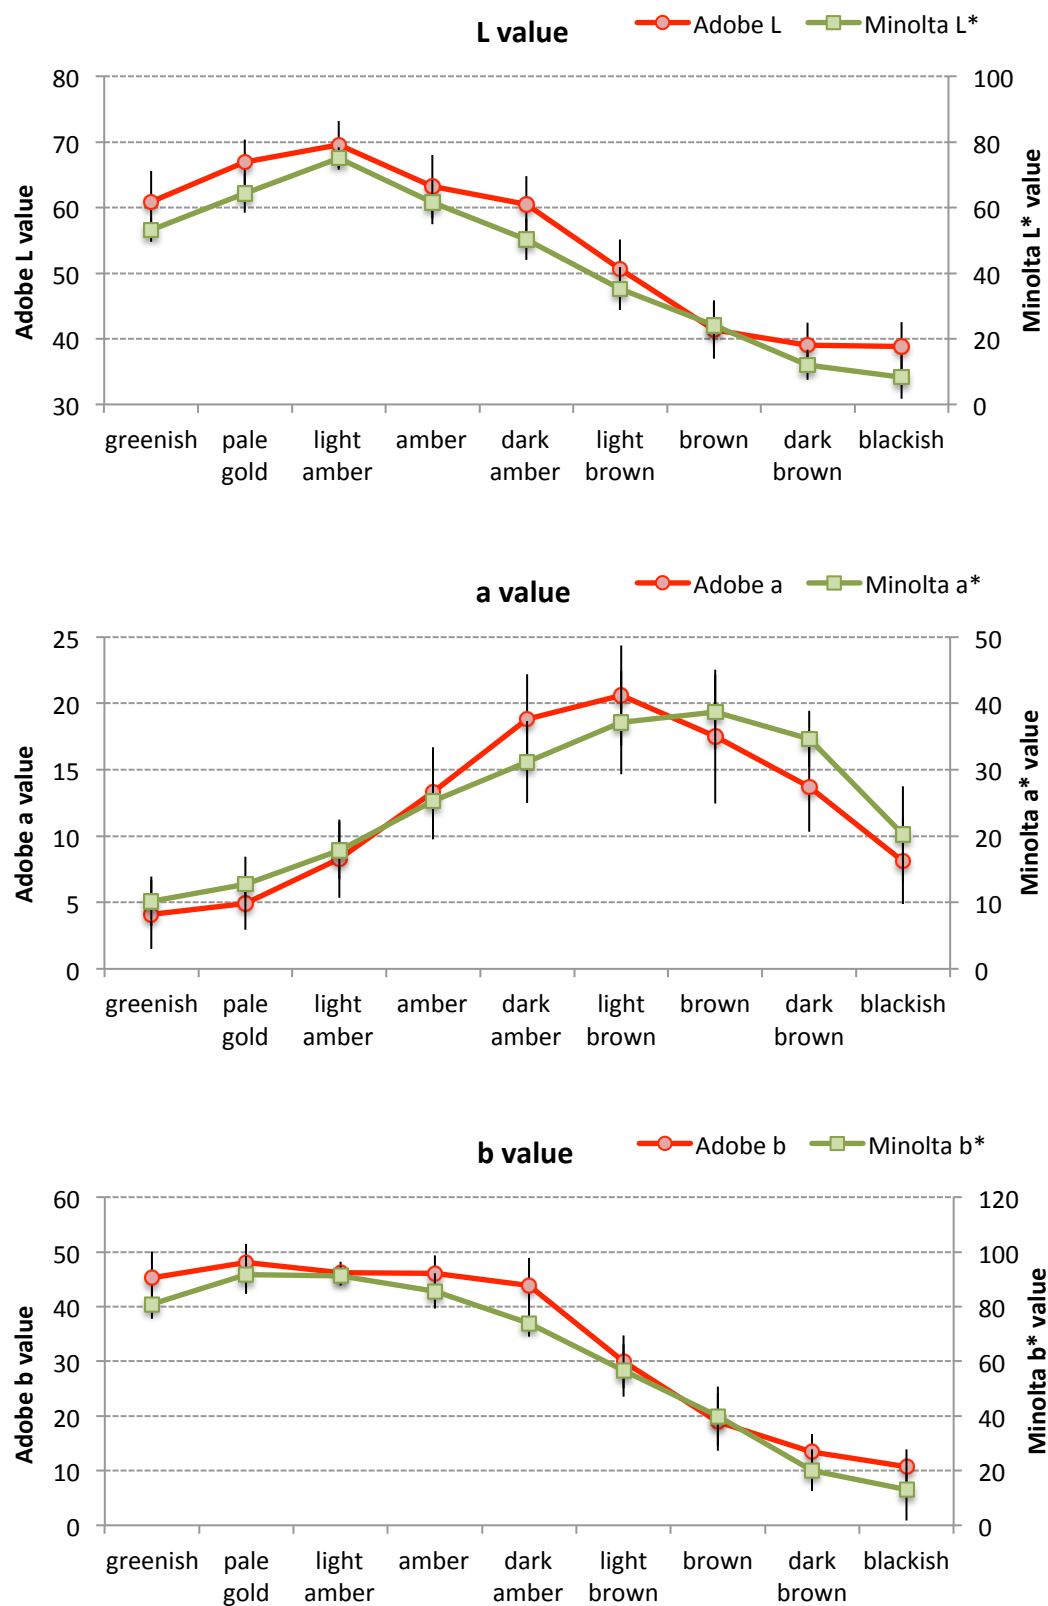 L value
Adobe L
Minolta L*
80
70
60
50
40
30
Adobe L value
100
80
60
40
20
0
Minolta L* value
greenish
pale gold
light amber
amber
dark amber
light brown
brown
dark brown
blackish
a value
Adobe a
Minolta a*
25
20
15
10
5
0
Adobe a value
50
40
30
20
10
0
Minolta a* value
greenish
pale gold
light amber
amber
dark amber
light brown
brown
dark brown
blackish
b value
Adobe b
Minolta b*
60
50
40
30
20
10
0
Adobe b value
120
100
80
60
40
20
0
Minolta b* value
greenish
pale gold
light amber
amber
dark amber
light brown
brown
dark brown
blackish